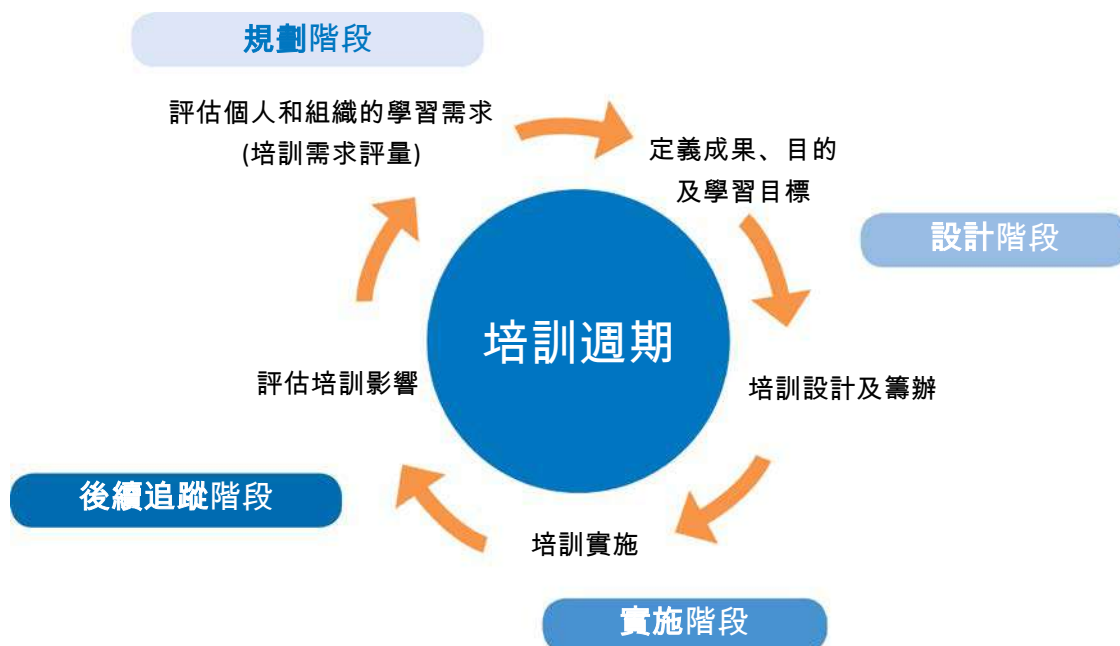 規劃階段
評估個人和組織的學習需求
(培訓需求評量)
定義成果、目的
及學習目標
設計階段
培訓週期
評估培訓影響
培訓設計及籌辦
後續追蹤階段
培訓實施
實施階段